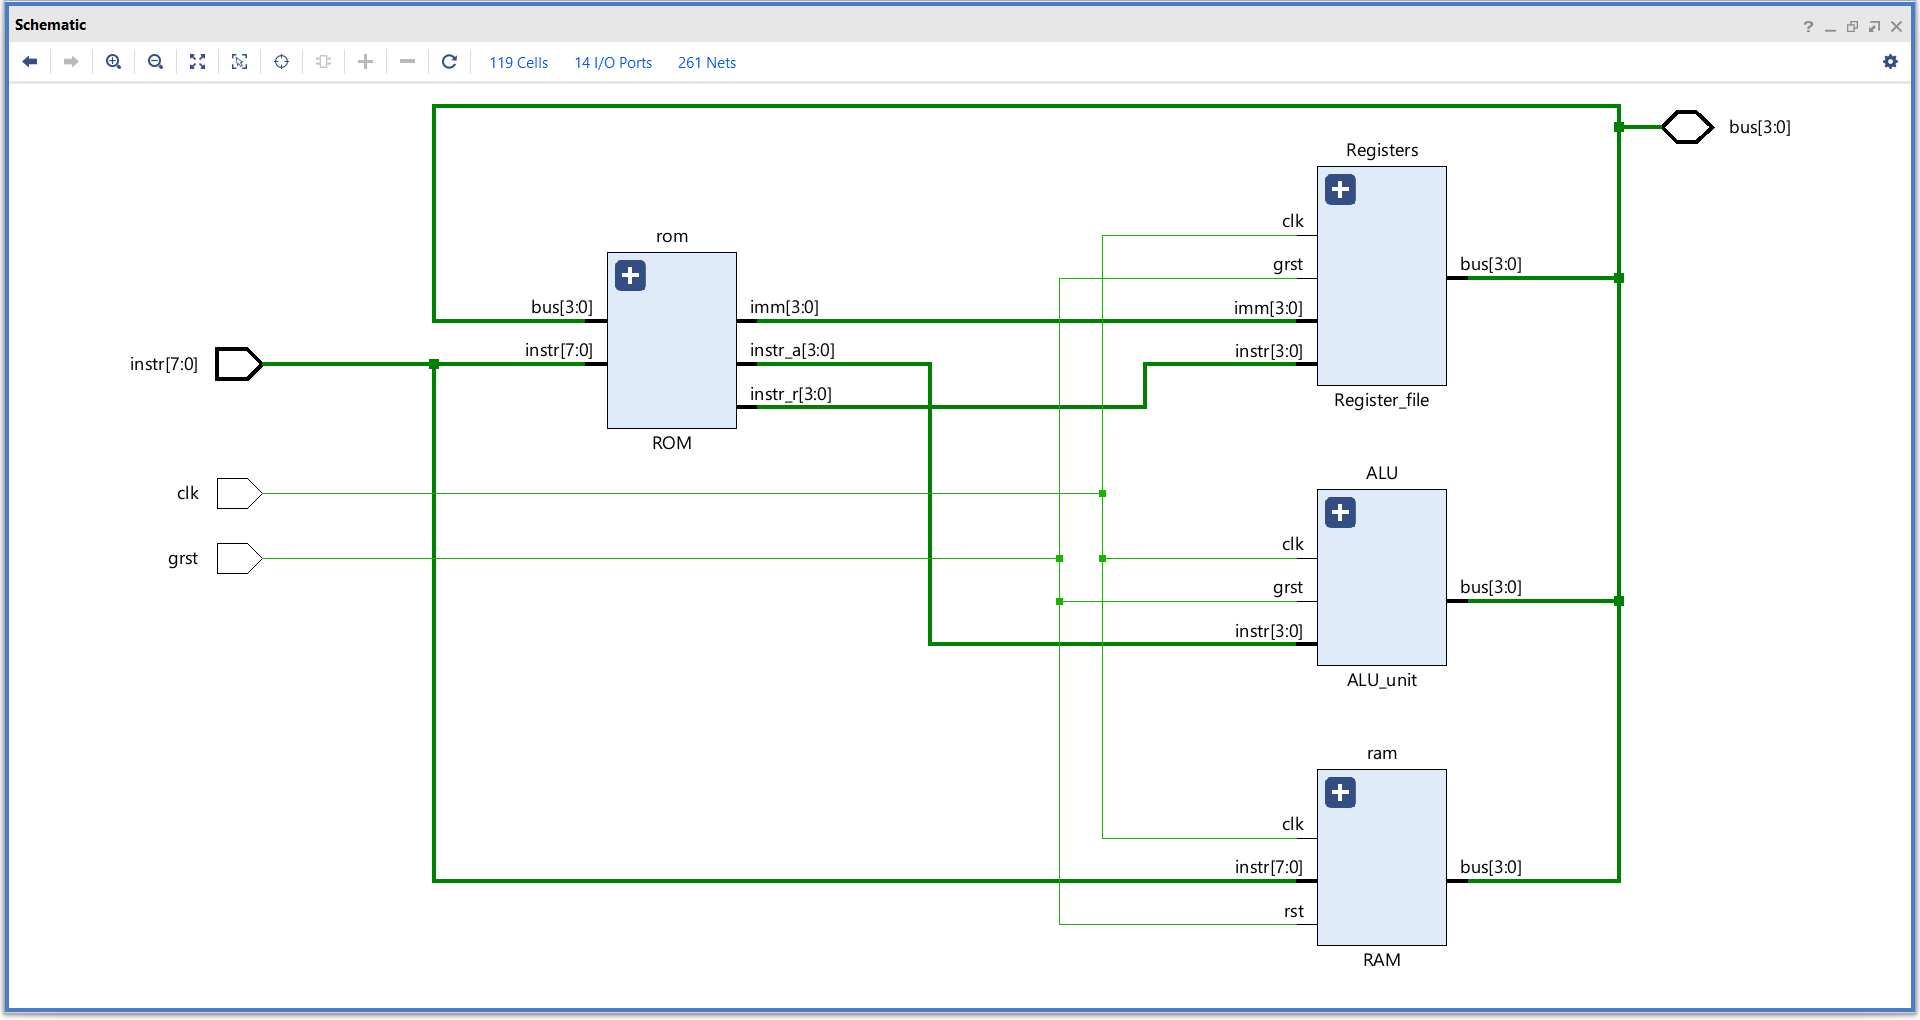 Schematic
?
119 Cells 14 I/O Ports 261 Nets
bus[3:0]
Registers
clk
grst
imm[3:0]
instr[3:0]
bus[3:0]
Register_file
rom
bus[3:0]
instr[7:0]
imm[3:0]
instr_a[3:0]
instr_r[3:0]
ROM
instr[7:0]
clk
grst
ALU
clk
grst
instr[3:0]
bus[3:0]
ALU_unit
ram
clk
instr[7:0]
rst
bus[3:0]
RAM